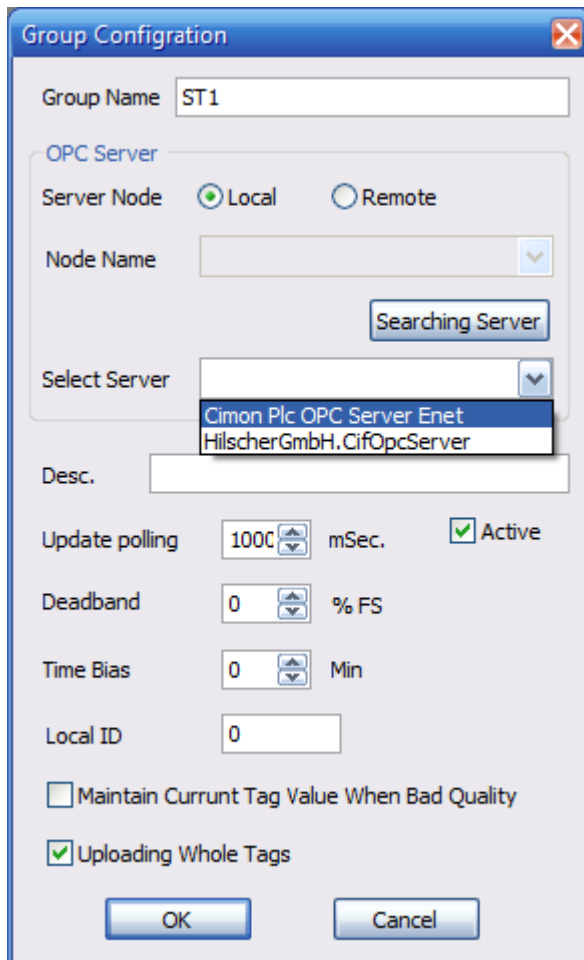 Group Configration
Group Name ST1
OPC Server
Server Node Local Remote
Node Name
Searching Server
Select Server
Cimon Plc OPC Server Enet
HilscherGmbH.CifOpcServer
Desc.
Update polling 1000 mSec. Active
Deadband 0 % FS
Time Bias 0 Min
Local ID 0
Maintain Currunt Tag Value When Bad Quality
Uploading Whole Tags
OK Cancel